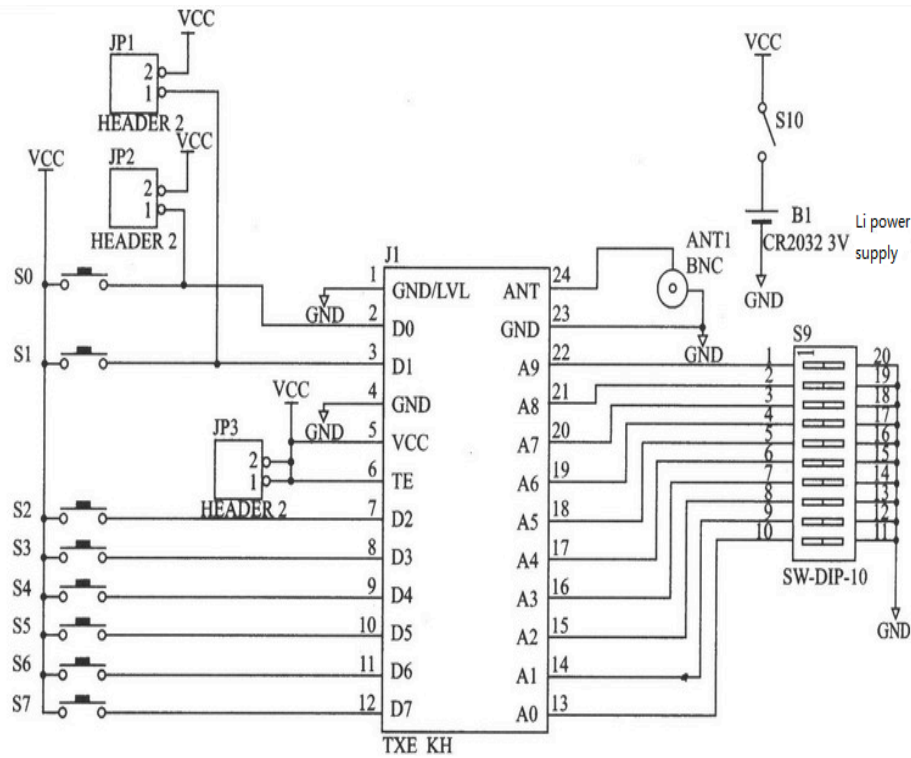 VCC
JP1
2
1
HEADER 2
VCC
JP2
VCC
2
1
HEADER 2
VCC
S10
B1
CR2032 3V
Li power
supply
GND
S0
S1
J1
1 GND/LVL ANT 24
GND
2 D0 GND 23
3 D1 A9 22
4 GND A8 21
GND
5 VCC A7 20
6 TE A6 19
7 D2 A5 18
8 D3 A4 17
9 D4 A3 16
10 D5 A2 15
11 D6 A1 14
12 D7 A0 13
TXE KH
ANT1
BNC
GND
VCC
JP3
2
1
HEADER 2
S2
S3
S4
S5
S6
S7
S9
1
1 20
2 19
3 18
4 17
5 16
6 15
7 14
8 13
9 12
10 11
SW-DIP-10
GND